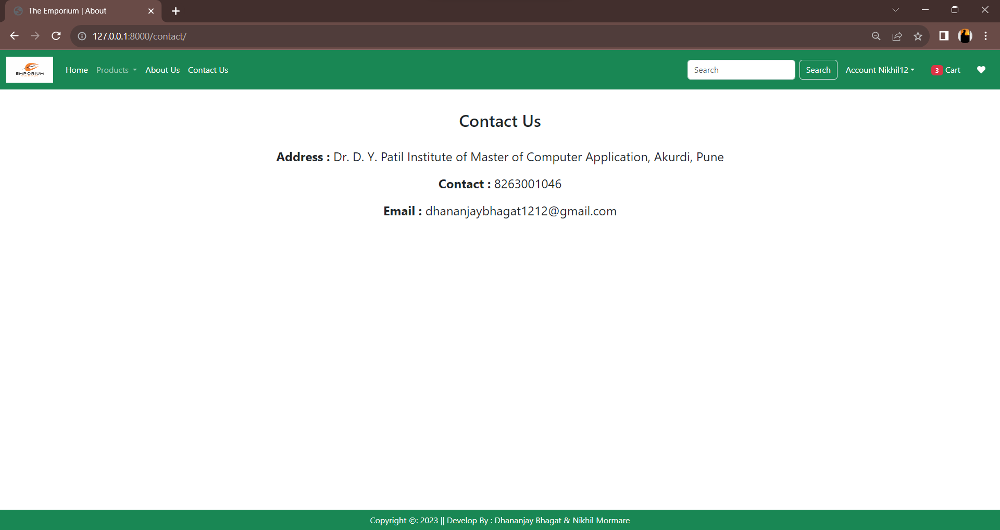 The Emporium | About
127.0.0.1:8000/contact/
EMPORIUM
Home Products About Us Contact Us
Search Search Account Nikhil12 3 Cart
Contact Us
Address : Dr. D. Y. Patil Institute of Master of Computer Application, Akurdi, Pune
Contact : 8263001046
Email : dhananjaybhagat1212@gmail.com
Copyright ©: 2023 || Develop By : Dhananjay Bhagat & Nikhil Mormare